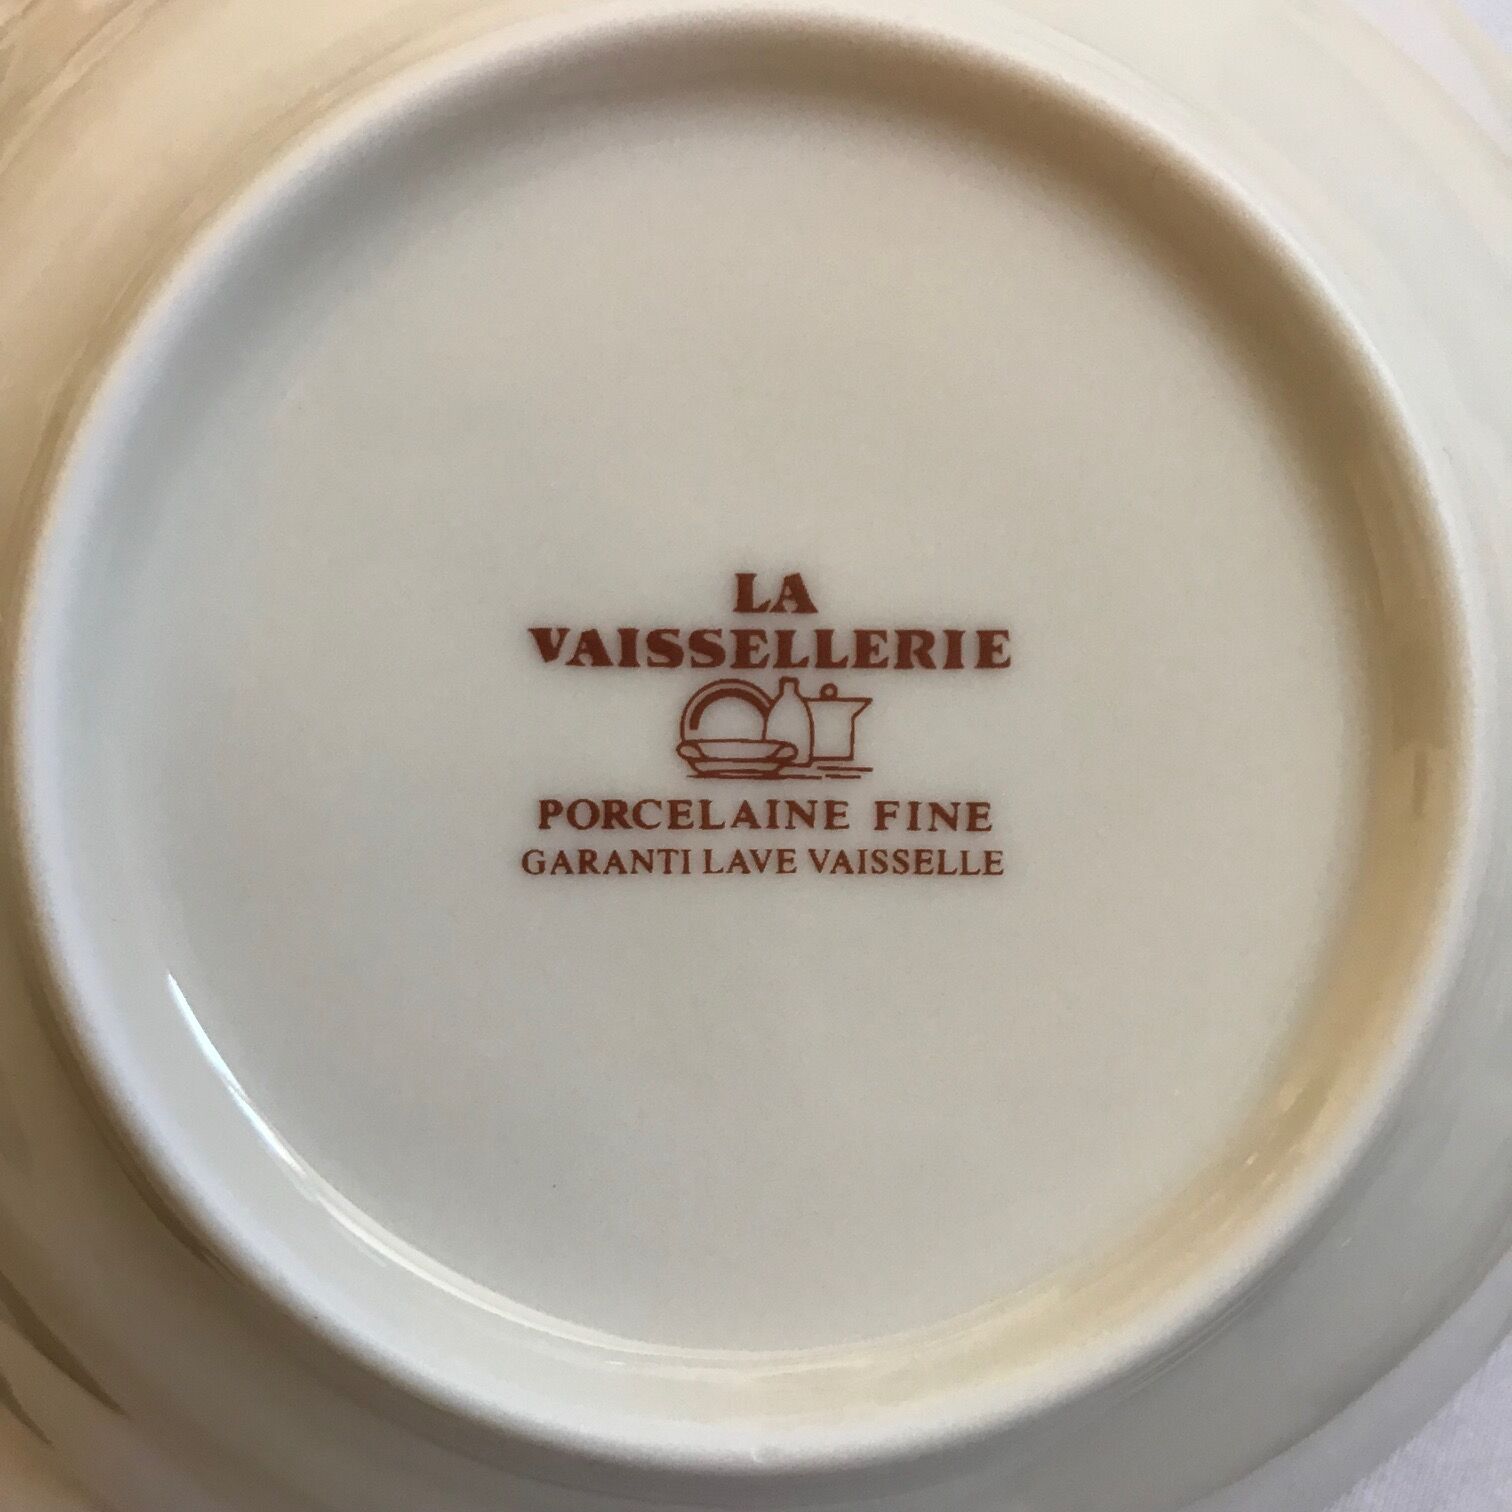 LA
VAISSELLERIE
PORCELAINE FINE
GARANTI LAVE VAISSELLE